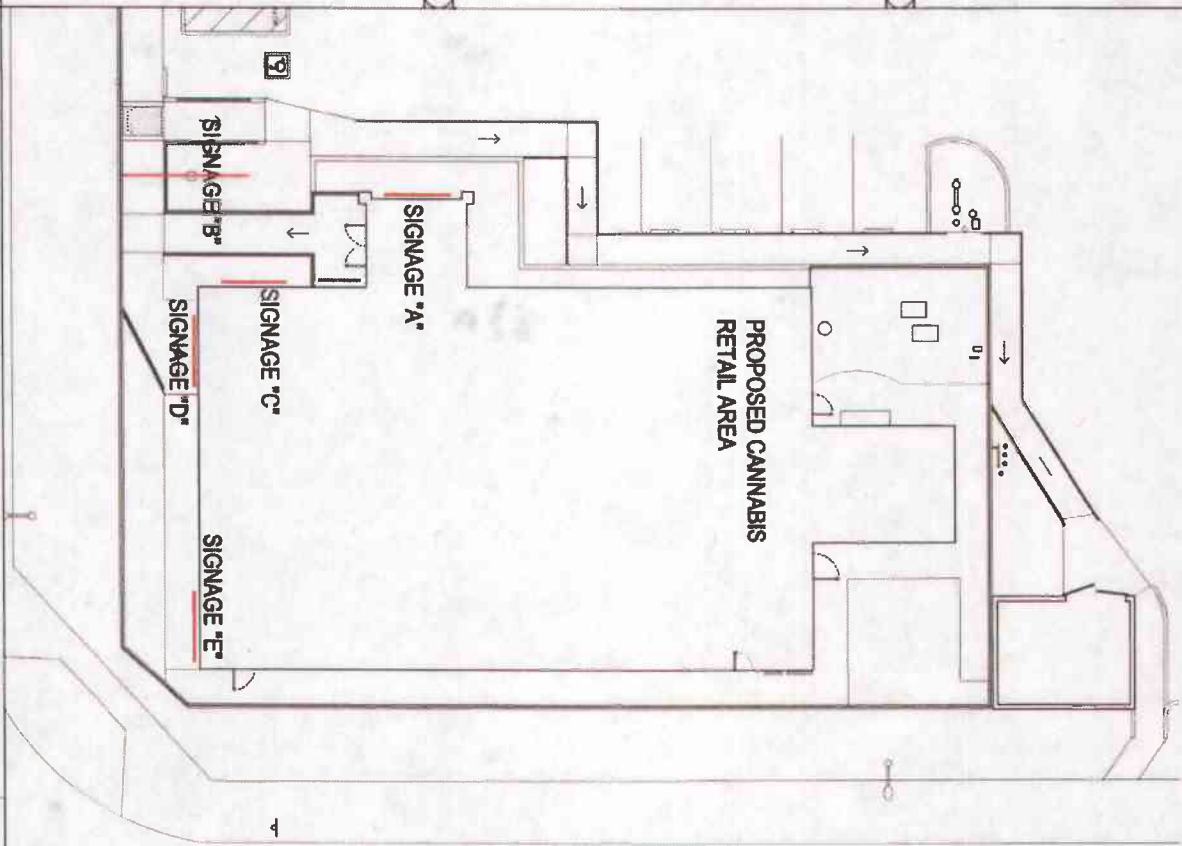 SIGNAGE "B"
SIGNAGE "A"
SIGNAGE "C"
SIGNAGE "D"
SIGNAGE "E"
PROPOSED CANNABIS
RETAIL AREA